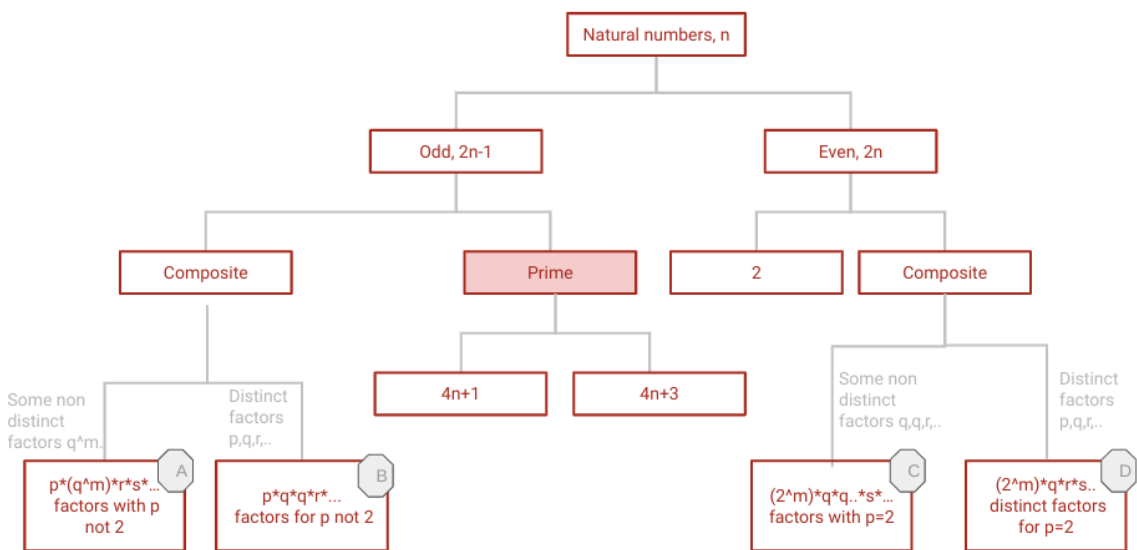 Natural numbers, n
Odd, 2n-1
Even, 2n
Composite
Prime
2
Composite
4n+1
4n+3
Some non
distinct
factors q^m.
Distinct
factors
p,q,r,..
Some non
distinct
factors q,q,r,..
Distinct
factors
p,q,r,..
A
p*(q^m)*r*s*…
factors with p
not 2
B
p*q*q*r*...
factors for p not 2
C
(2^m)*q*q..*s*…
factors with p=2
D
(2^m)*q*r*s..
distinct factors
for p=2